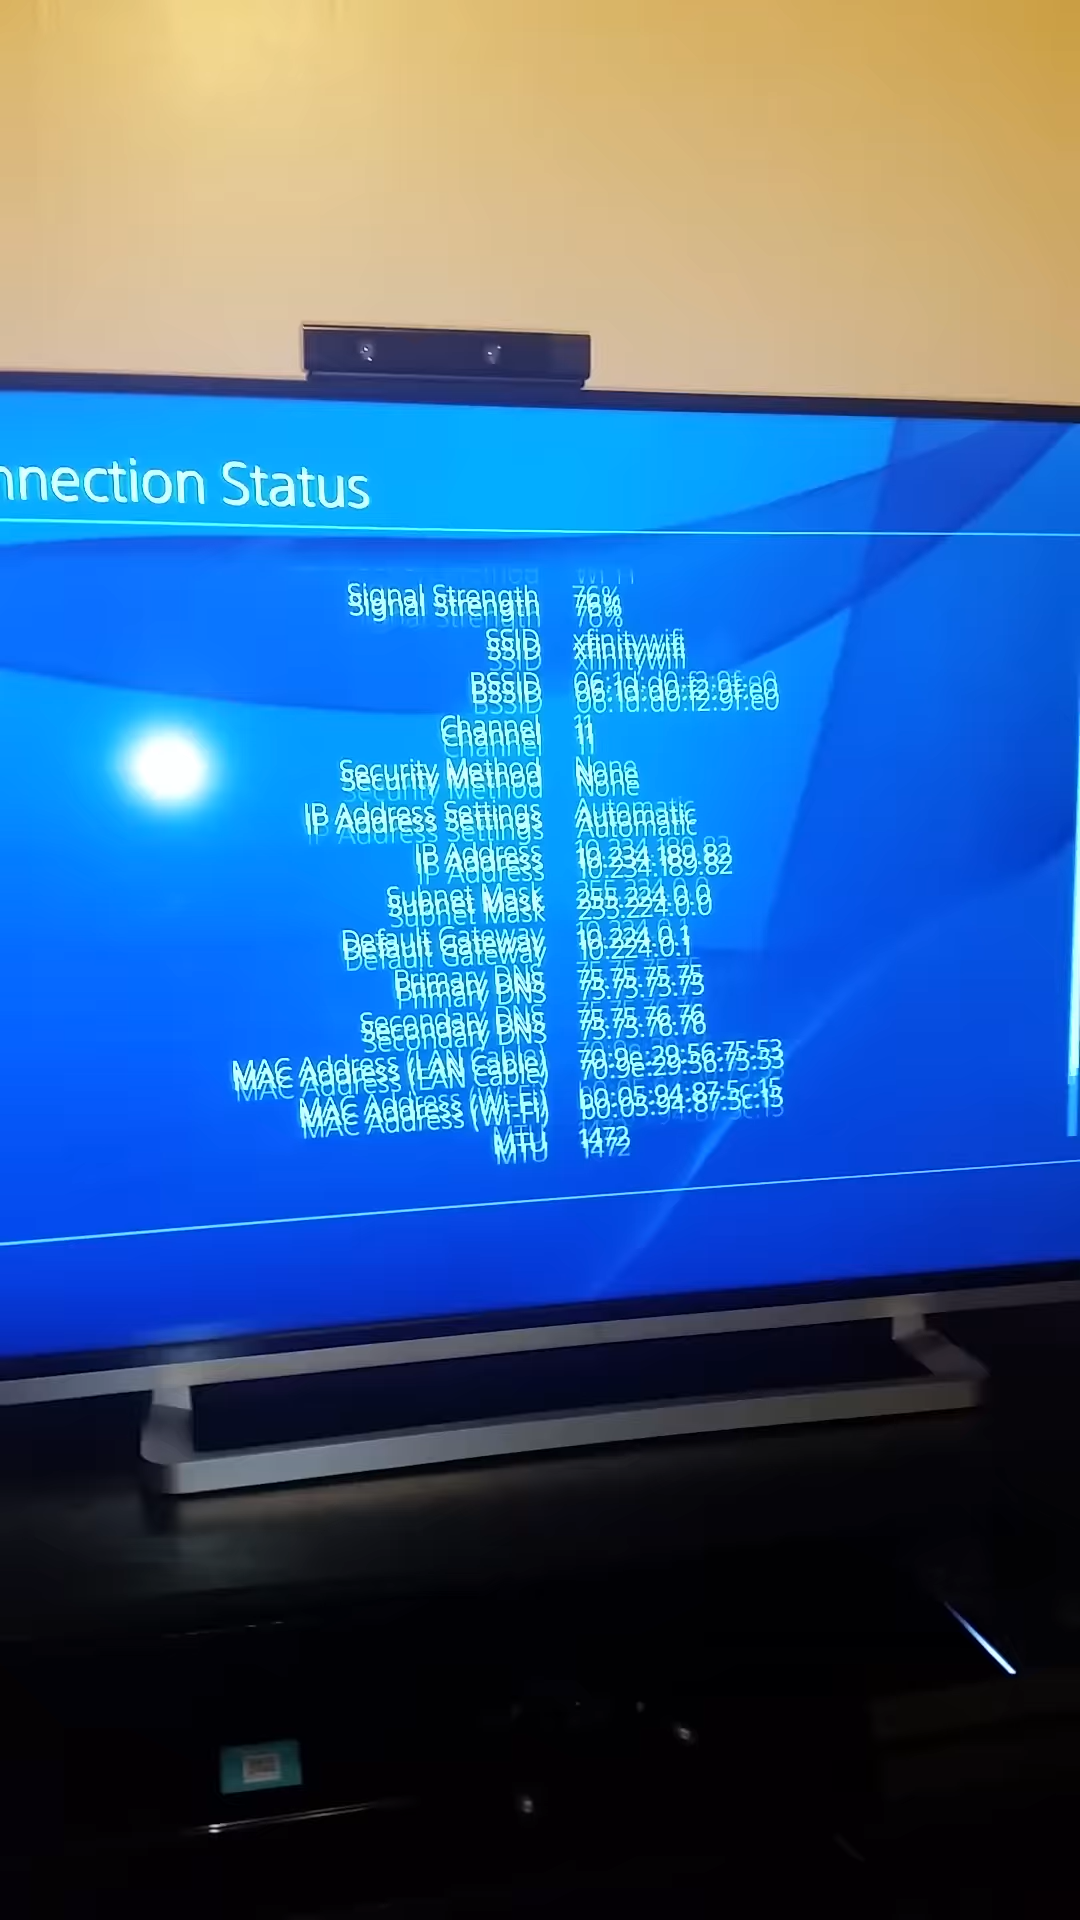 nnection Status
Wi-Fi
Signal Strength 76%
SSID xfinitywifi
BSSID 06:1d:d0:f2:9f:e0
Channel 11
Security Method None
IP Address Settings Automatic
IP Address 10.234.189.82
Subnet Mask 255.224.0.0
Default Gateway 10.224.0.1
Primary DNS 75.75.75.75
Secondary DNS 75.75.76.76
MAC Address (LAN Cable) 70:9e:29:56:75:53
MAC Address (Wi-Fi) b0:05:94:87:5c:15
MTU 1472